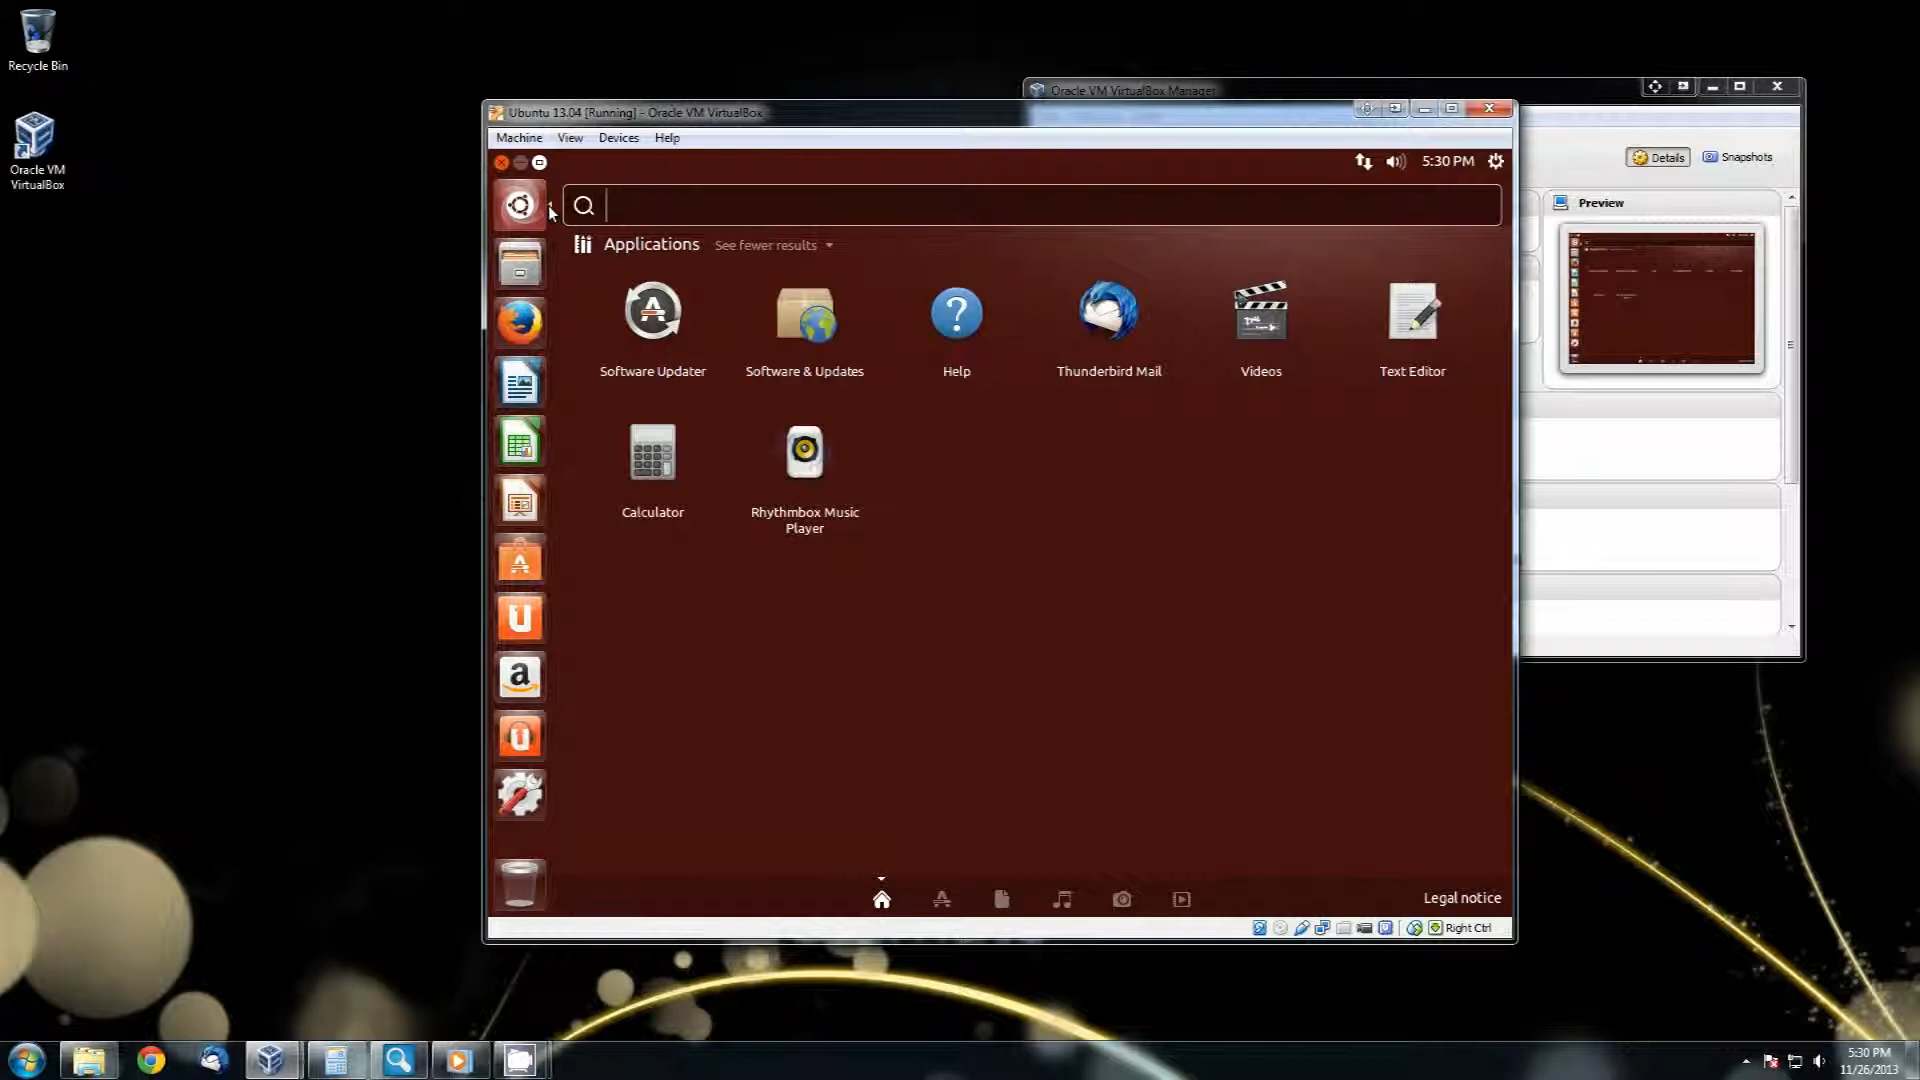 Recycle Bin
Oracle VM
VirtualBox
Oracle VM VirtualBox Manager
Ubuntu 13.04 [Running] - Oracle VM VirtualBox
Machine View Devices Help
5:30 PM
Details
Snapshots
Preview
Applications See fewer results
Software Updater
Software & Updates
Help
Thunderbird Mail
Videos
Text Editor
Calculator
Rhythmbox Music
Player
a
Legal notice
Right Ctrl
5:30 PM
11/26/2013